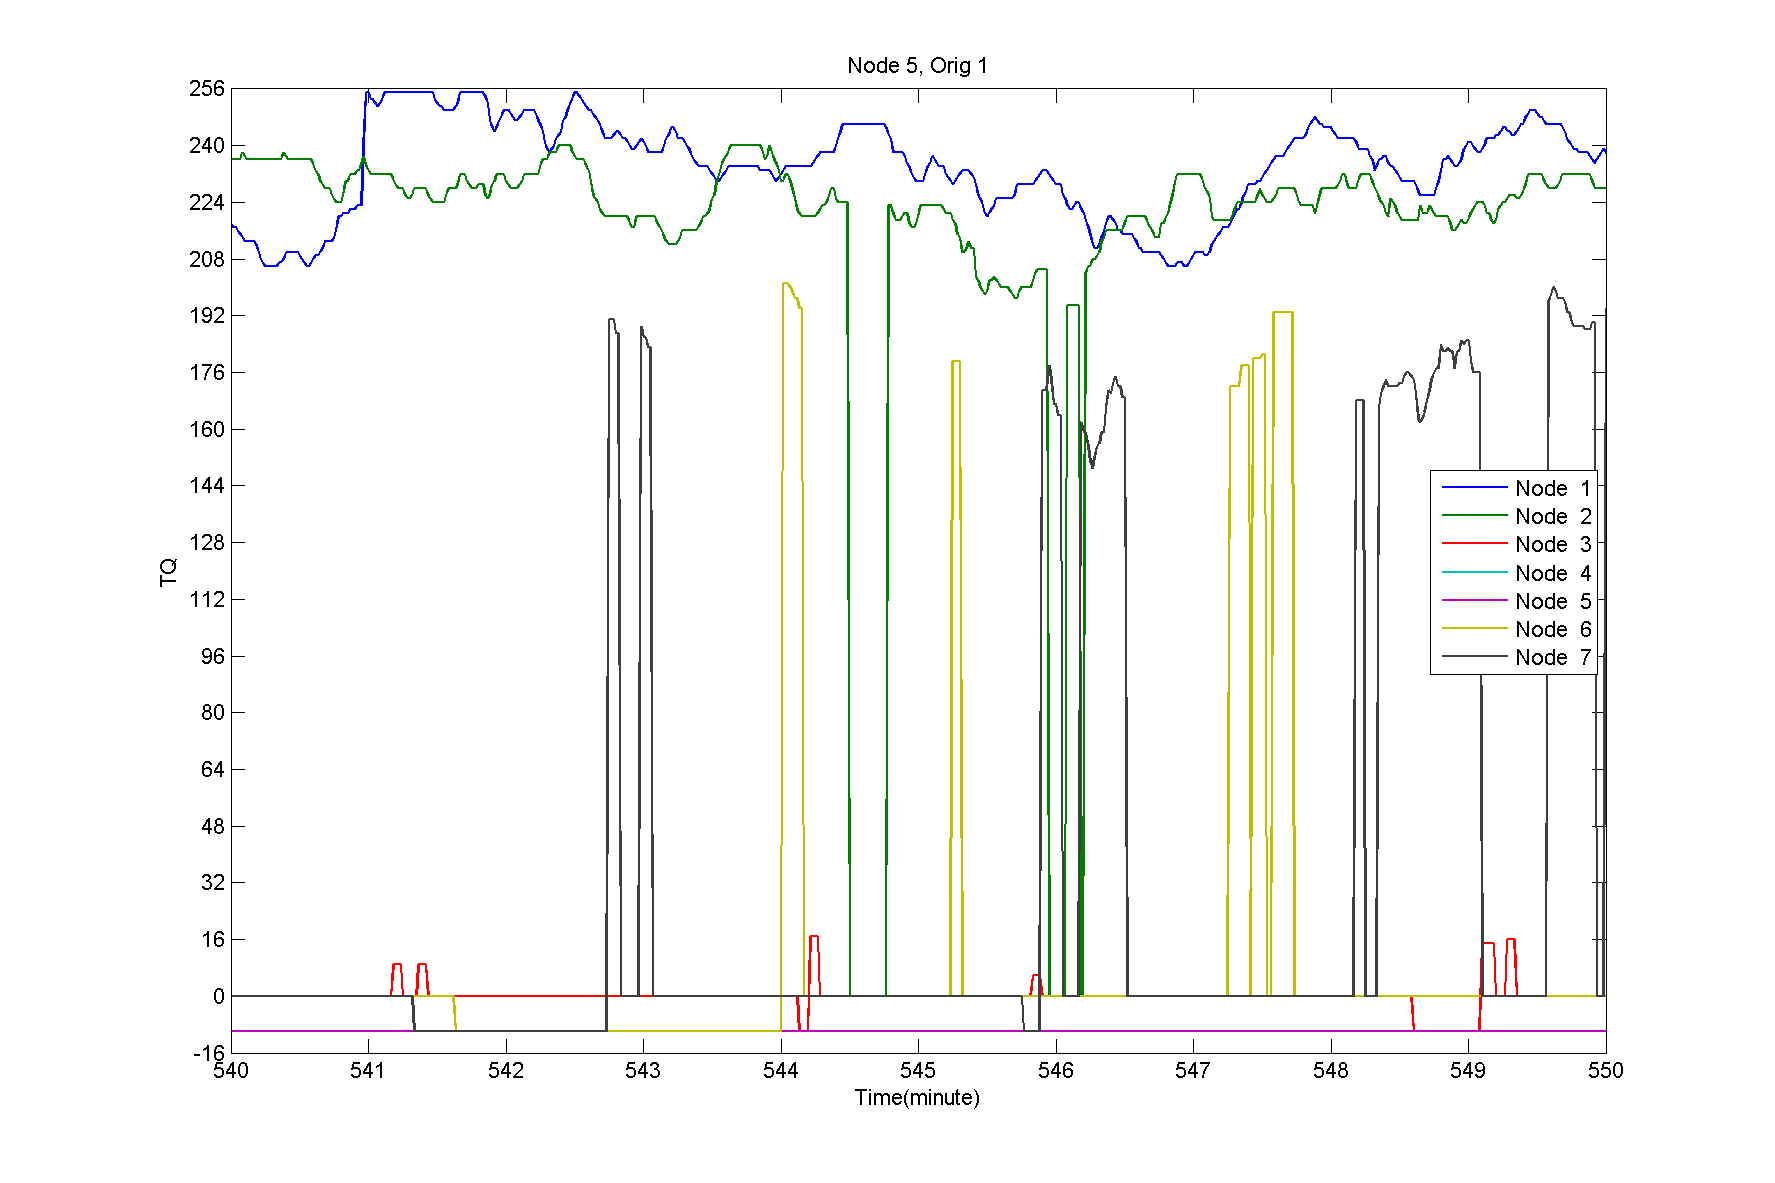 Node 5, Orig 1
256
240
224
208
192
176
160
144
128
112
96
80
64
48
32
16
0
-16
TQ
Node 1
Node 2
Node 3
Node 4
Node 5
Node 6
Node 7
540 541 542 543 544 545 546 547 548 549 550
Time(minute)